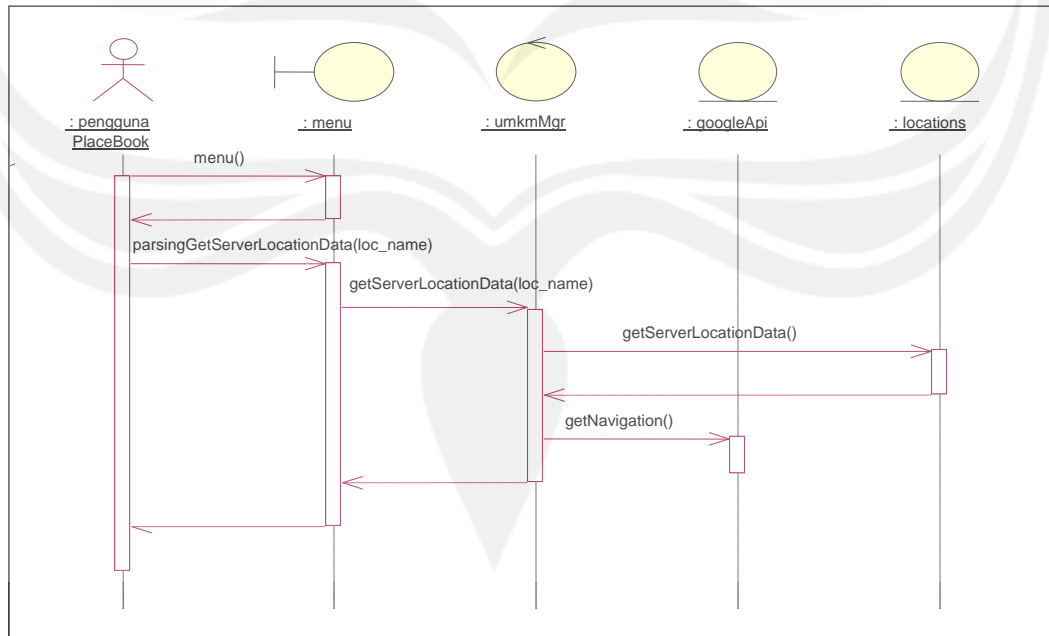 : pengguna
PlaceBook
: menu
: umkmMgr
: googleApi
: locations
menu()
parsingGetServerLocationData(loc_name)
getServerLocationData(loc_name)
getServerLocationData()
getNavigation()